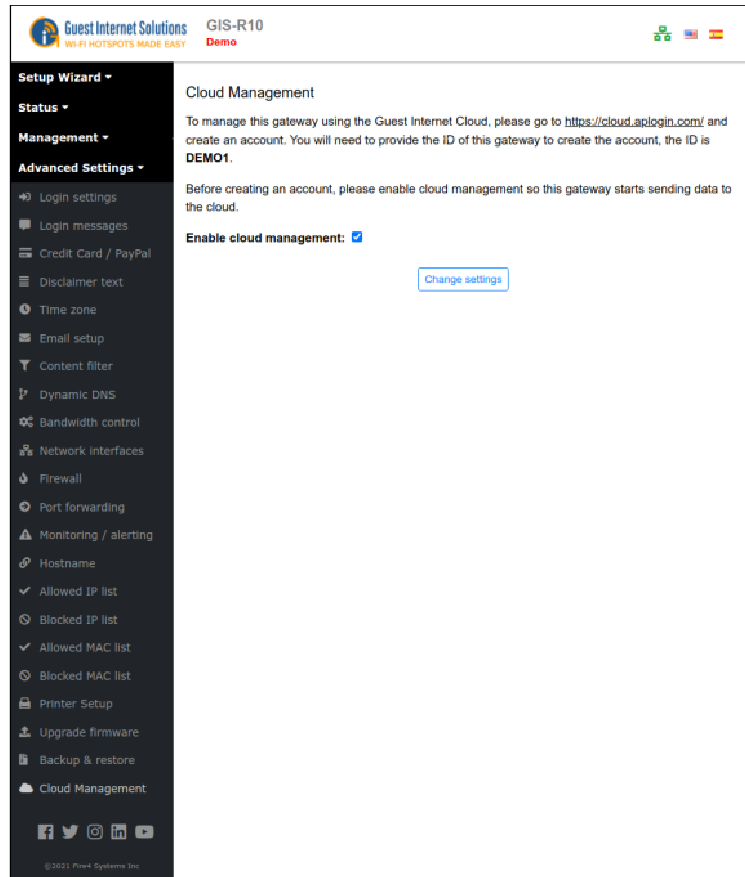 Guest Internet Solutions
WI-FI HOTSPOTS MADE EASY
GIS-R10
Demo
Setup Wizard
Status
Management
Advanced Settings
Login settings
Login messages
Credit Card / PayPal
Disclaimer text
Time zone
Email setup
Content filter
Dynamic DNS
Bandwidth control
Network interfaces
Firewall
Port forwarding
Monitoring / alerting
Hostname
Allowed IP list
Blocked IP list
Allowed MAC list
Blocked MAC list
Printer Setup
Upgrade firmware
Backup & restore
Cloud Management
©2021 Fire4 Systems Inc
Cloud Management
To manage this gateway using the Guest Internet Cloud, please go to https://cloud.aplogin.com/ and
create an account. You will need to provide the ID of this gateway to create the account, the ID is
DEMO1.
Before creating an account, please enable cloud management so this gateway starts sending data to
the cloud.
Enable cloud management:
Change settings